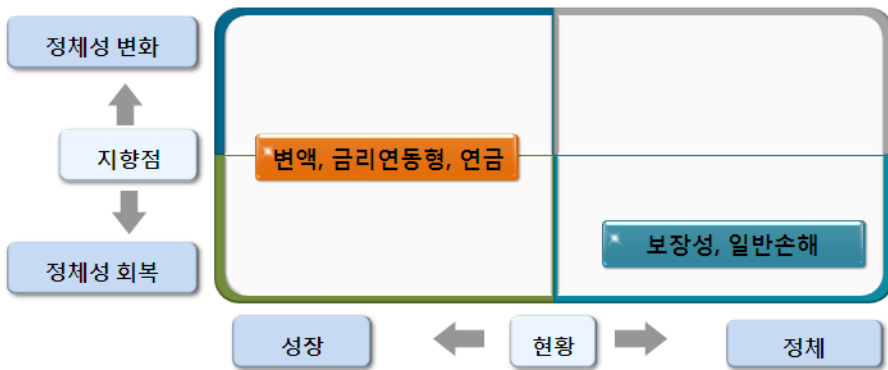 정체성 변화
지향점
변액, 금리연동형, 연금
보장성, 일반손해
정체성 회복
성장
현황
정체